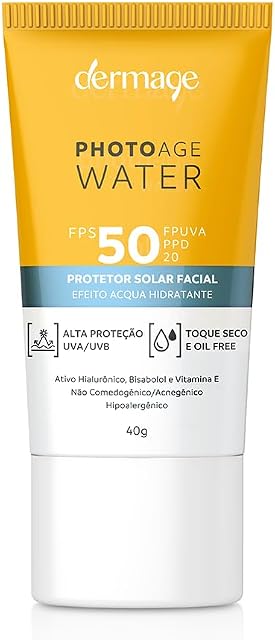 dermage
PHOTOAGE
WATER
FPS 50 FPUVA
PPD
20
PROTETOR SOLAR FACIAL
EFEITO ACQUA HIDRATANTE
ALTA PROTEÇÃO
UVA/UVB
TOQUE SECO
E OIL FREE
Ativo Hialurônico, Bisabolol e Vitamina E
Não Comedogênico/Acnegênico
Hipoalergênico
40g